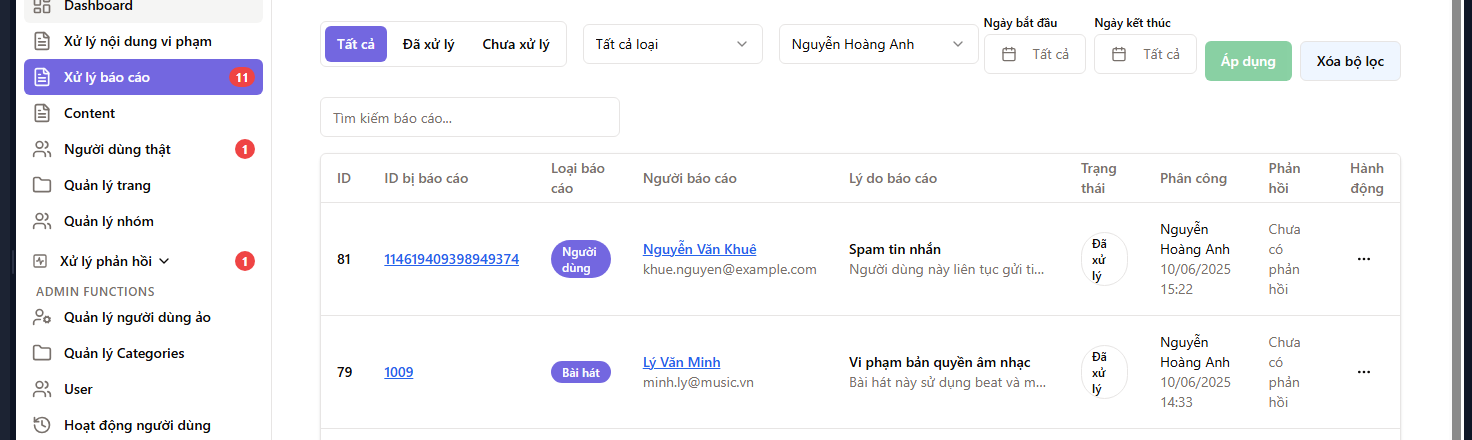 Dashboard
Xử lý nội dung vi phạm
Xử lý báo cáo
11
Content
Người dùng thật
1
Quản lý trang
Quản lý nhóm
Xử lý phản hồi
1
ADMIN FUNCTIONS
Quản lý người dùng ảo
Quản lý Categories
User
Hoạt động người dùng
Tất cả
Đã xử lý
Chưa xử lý
Tất cả loại
Nguyễn Hoàng Anh
Ngày bắt đầu
Tất cả
Ngày kết thúc
Tất cả
Áp dụng
Xóa bộ lọc
Tìm kiếm báo cáo...
ID
ID bị báo cáo
Loại báo
cáo
Người báo cáo
Lý do báo cáo
Trạng
thái
Phân công
Phản
hồi
Hành
động
81
114619409398949374
Người
dùng
Nguyễn Văn Khuê
khue.nguyen@example.com
Spam tin nhắn
Người dùng này liên tục gửi ti...
Đã
xử
lý
Nguyễn
Hoàng Anh
10/06/2025
15:22
Chưa
có
phản
hồi
79
1009
Bài hát
Lý Văn Minh
minh.ly@music.vn
Vi phạm bản quyền âm nhạc
Bài hát này sử dụng beat và m...
Đã
xử
lý
Nguyễn
Hoàng Anh
10/06/2025
14:33
Chưa
có
phản
hồi